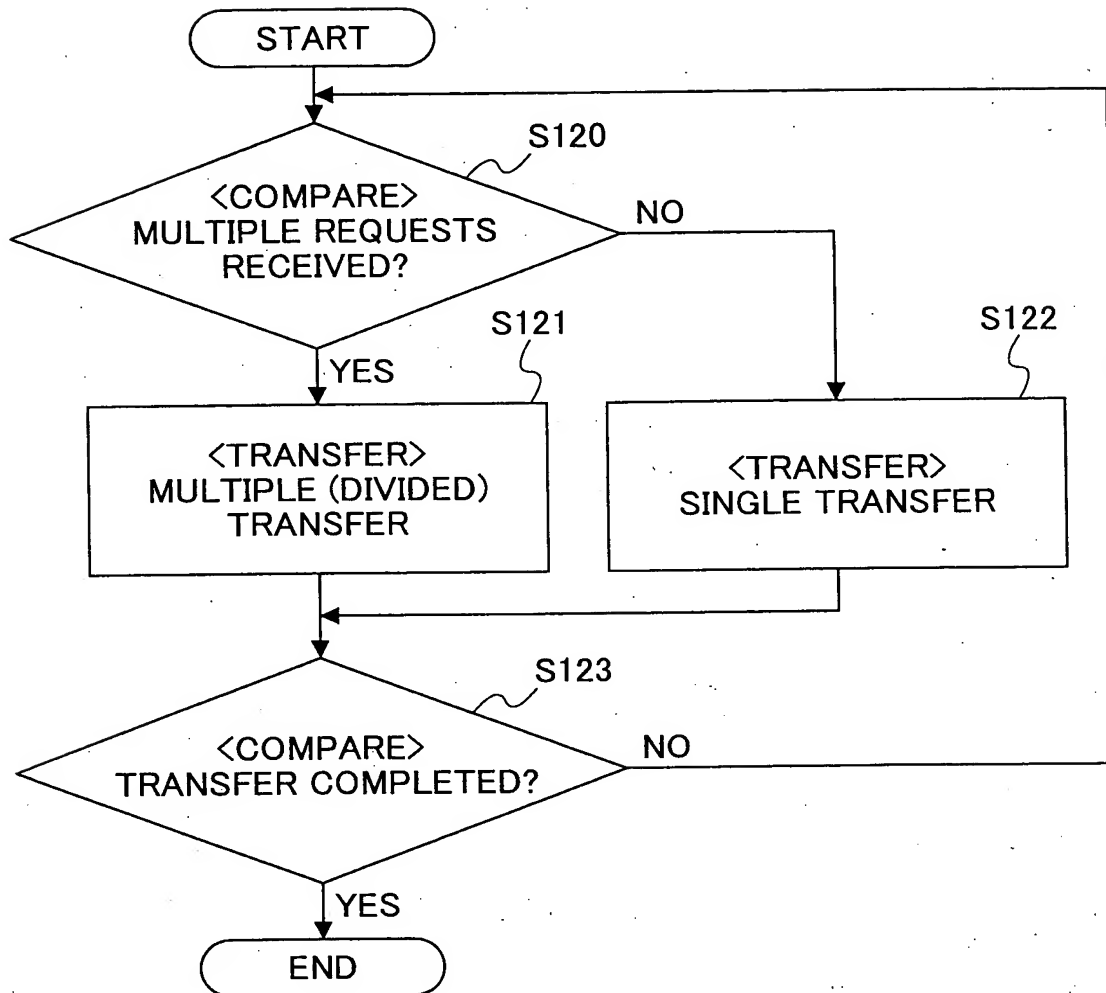 START
S120
<COMPARE>
MULTIPLE REQUESTS
RECEIVED?
NO
YES
S121
S122
<TRANSFER>
MULTIPLE (DIVIDED)
TRANSFER
<TRANSFER>
SINGLE TRANSFER
S123
<COMPARE>
TRANSFER COMPLETED?
NO
YES
END